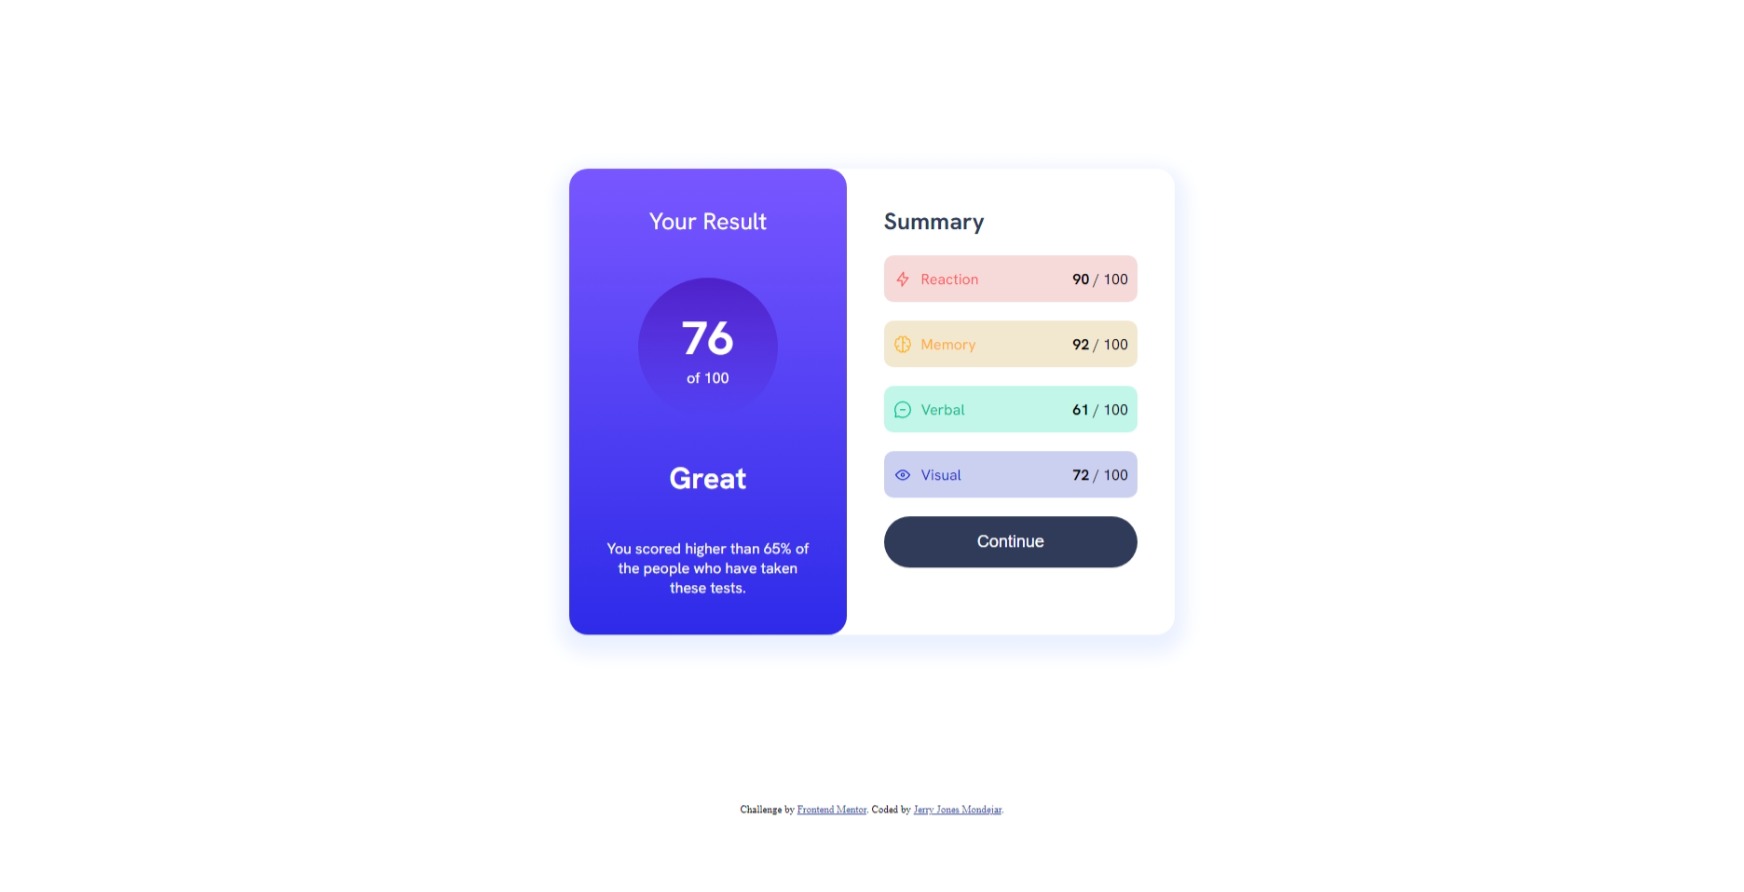 Your Result
76
of 100
Great
You scored higher than 65% of
the people who have taken
these tests.
Summary
Reaction 90 / 100
Memory 92 / 100
Verbal 61 / 100
Visual 72 / 100
Continue
Challenge by Frontend Mentor. Coded by Jerry Jones Mondejar.